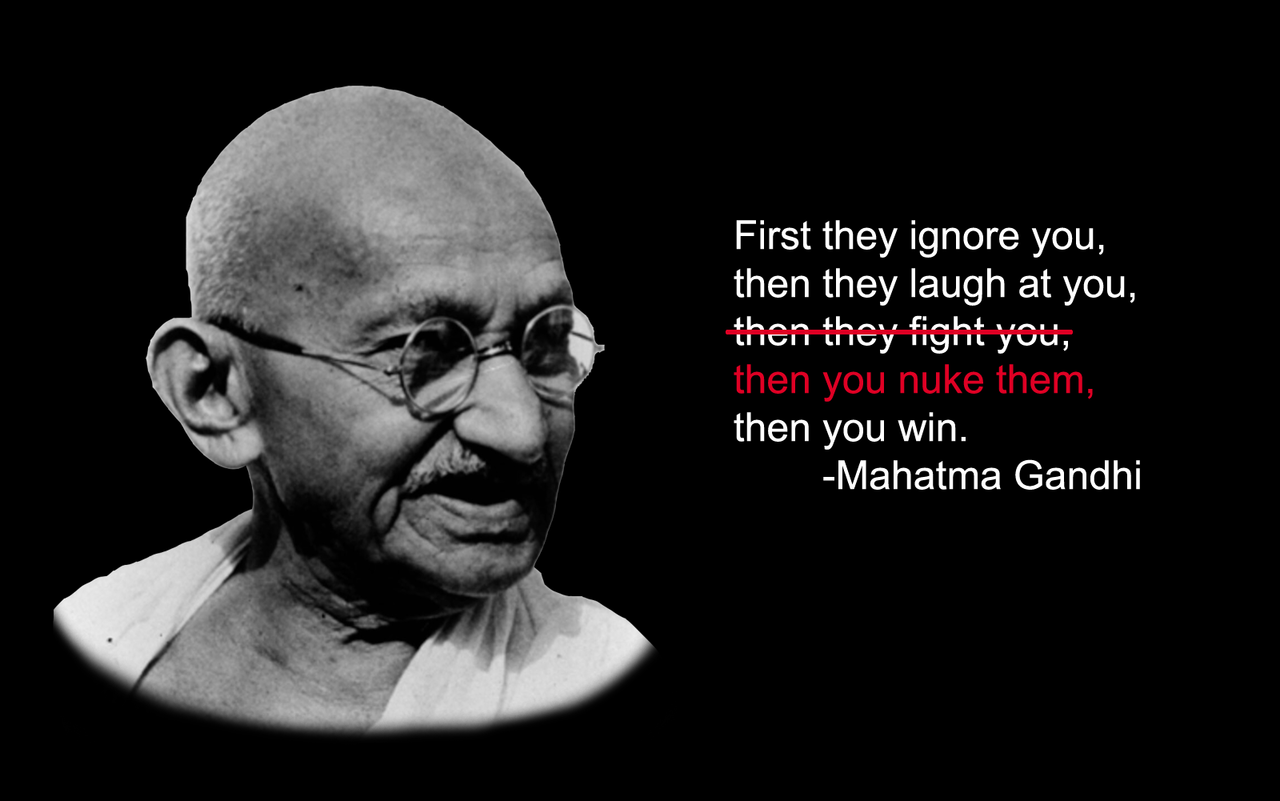 First they ignore you,
then they laugh at you,
then they fight you,
then you nuke them,
then you win.
-Mahatma Gandhi